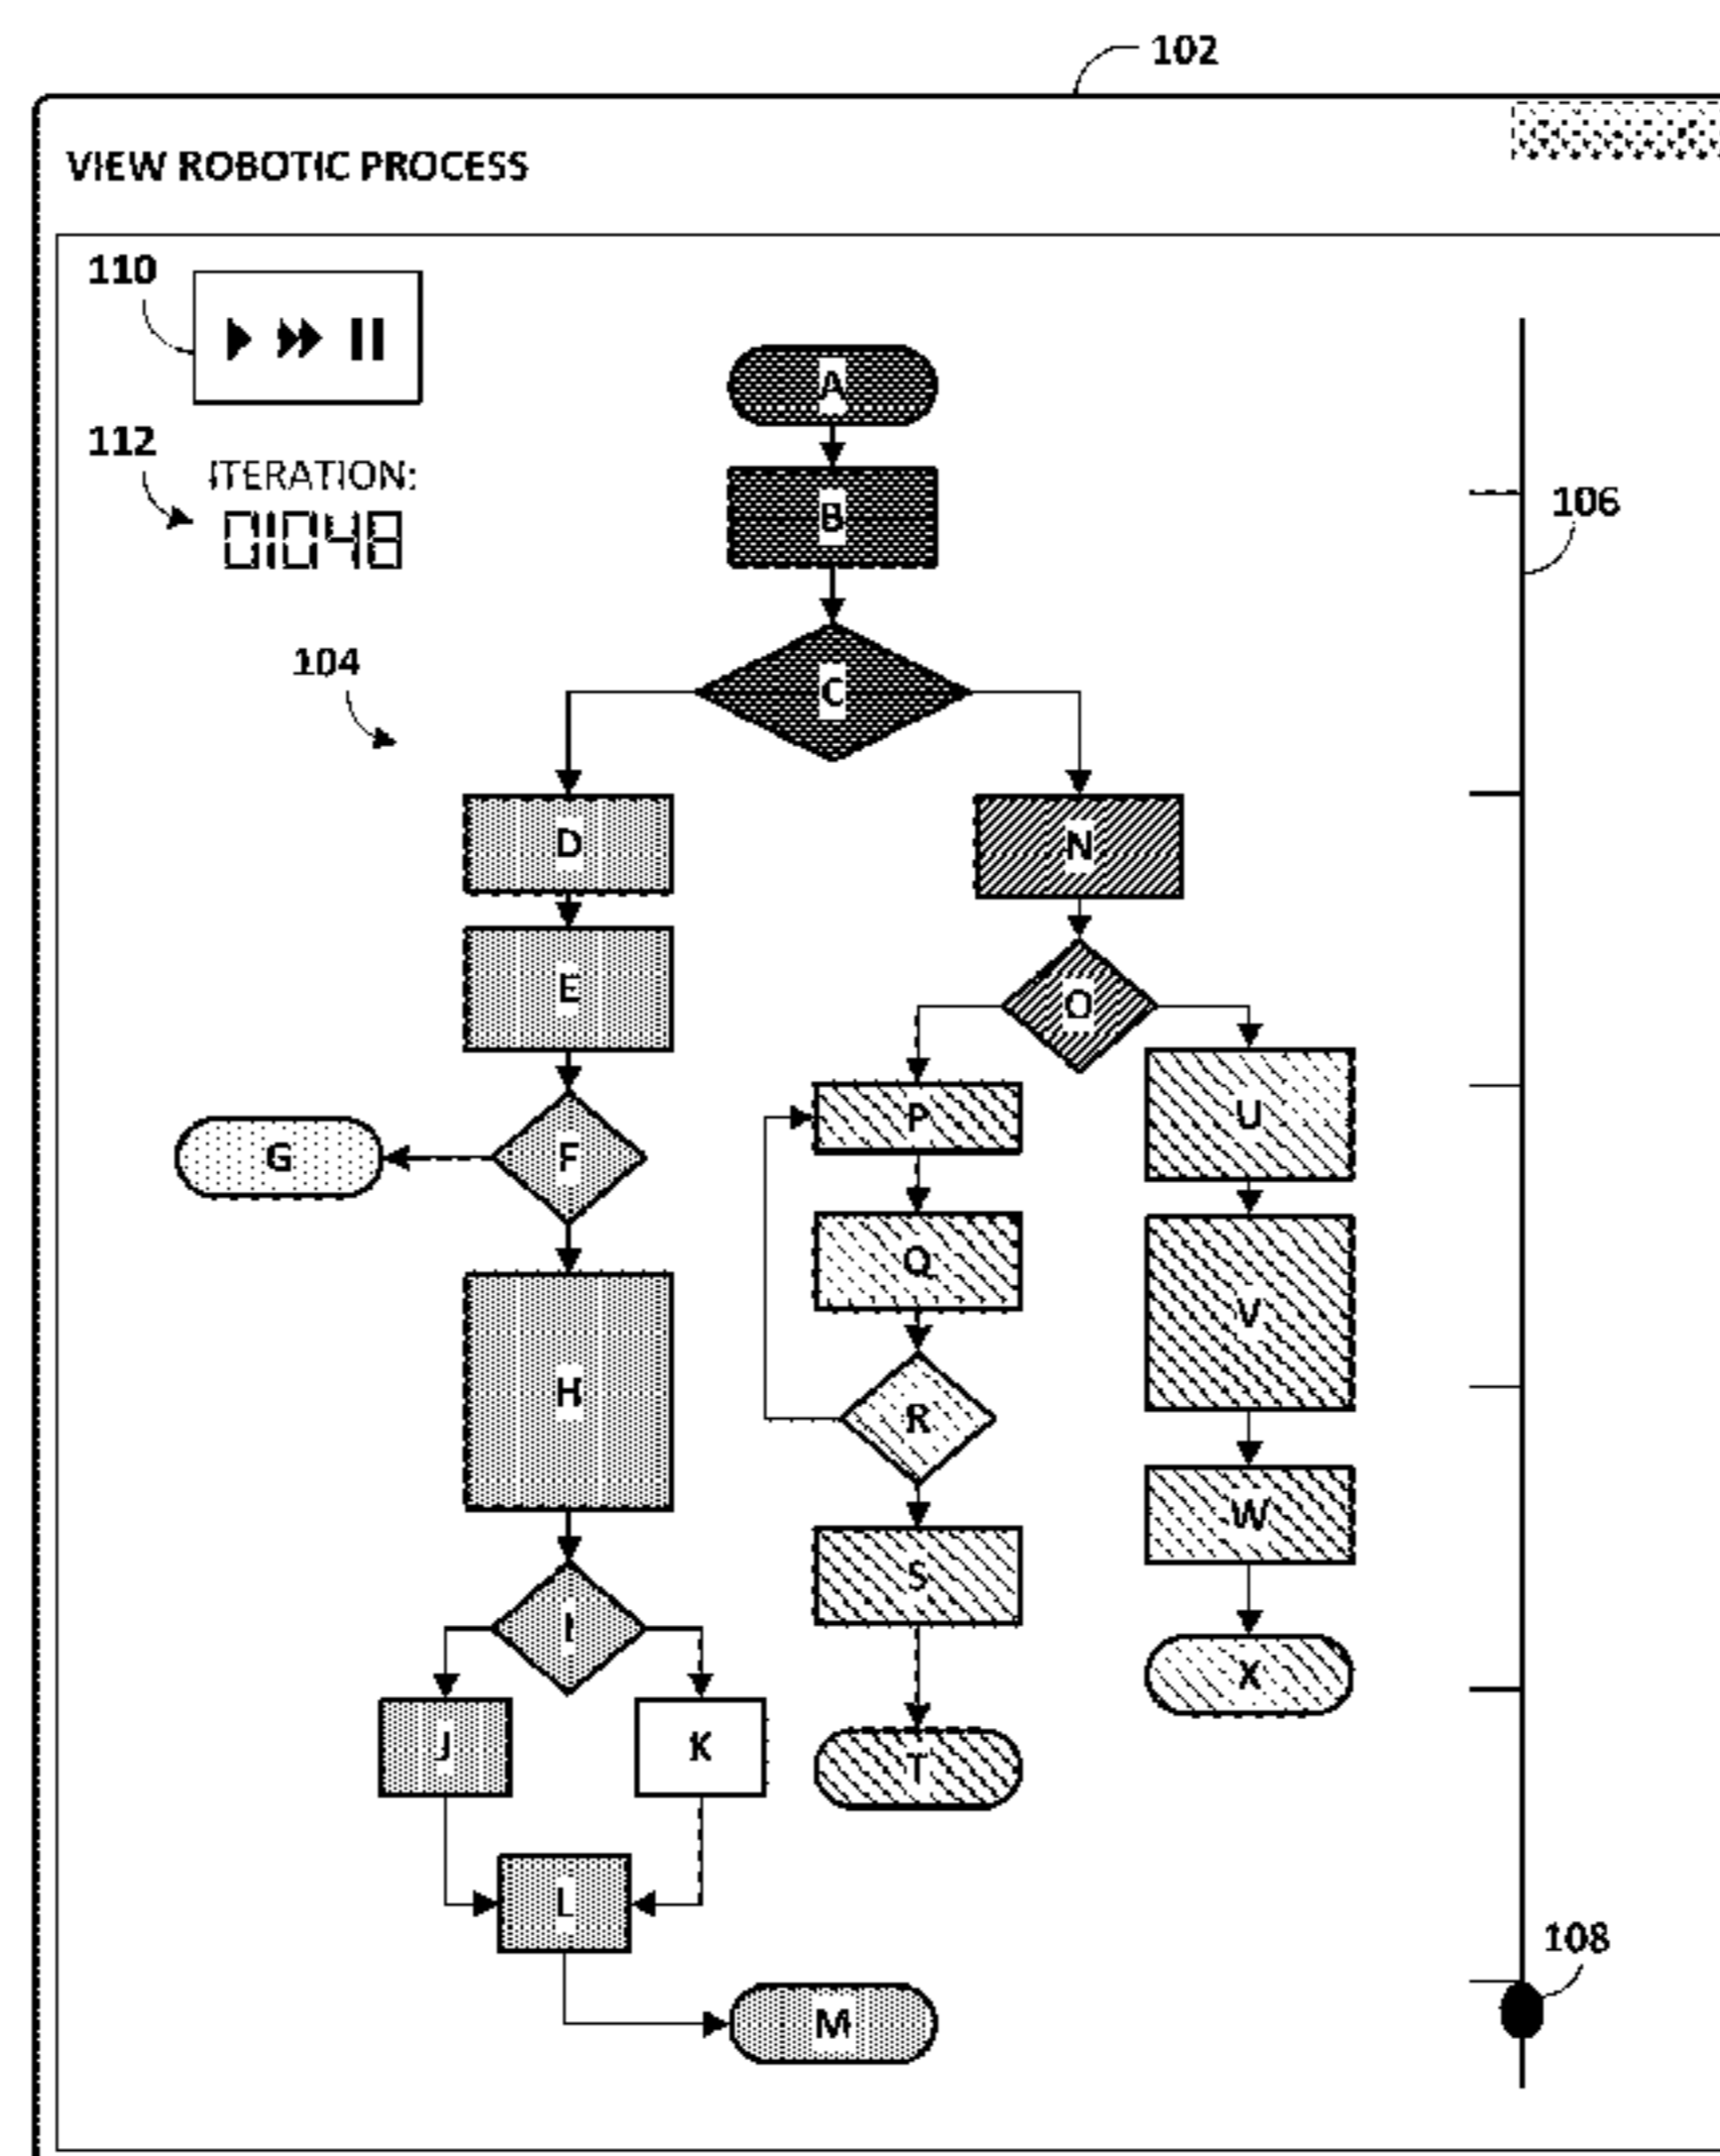 102
VIEW ROBOTIC PROCESS
110
112
ITERATION:
01048
104
106
A
B
C
D
N
E
O
P
U
G
F
Q
V
H
R
W
S
I
X
J
K
T
L
108
M